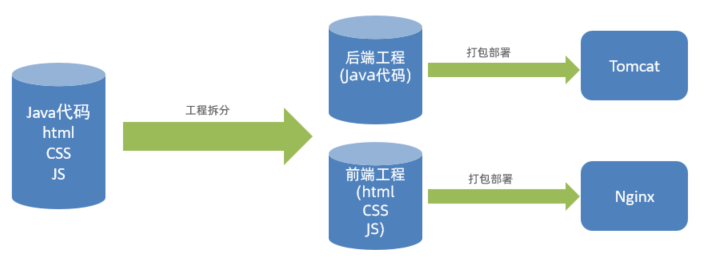 Java代码
html
CSS
JS
工程拆分
后端工程
(Java代码)
打包部署
Tomcat
前端工程
(html
CSS
JS)
打包部署
Nginx